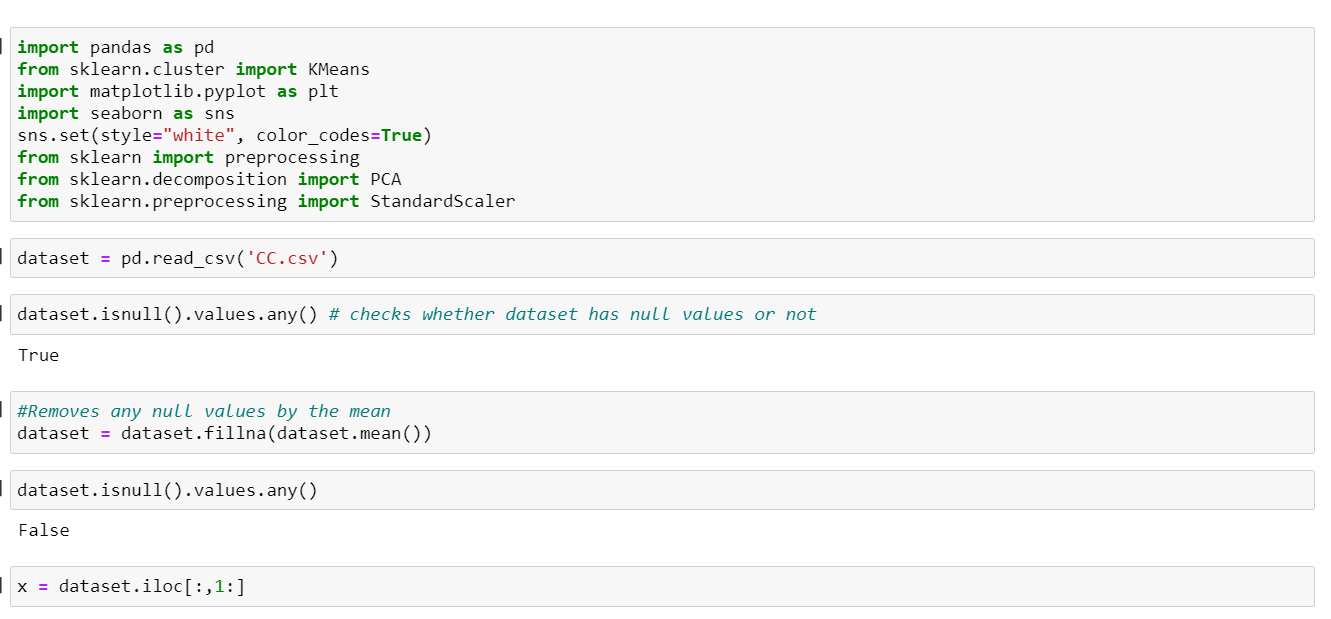 import pandas as pd
from sklearn.cluster import KMeans
import matplotlib.pyplot as plt
import seaborn as sns
sns.set(style="white", color_codes=True)
from sklearn import preprocessing
from sklearn.decomposition import PCA
from sklearn.preprocessing import StandardScaler
dataset = pd.read_csv('CC.csv')
dataset.isnull().values.any() # checks whether dataset has null values or not
True
#Removes any null values by the mean
dataset = dataset.fillna(dataset.mean())
dataset.isnull().values.any()
False
x = dataset.iloc[:,1:]